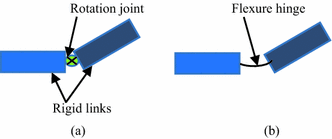 Rotation joint
Flexure hinge
Rigid links
(a)
(b)